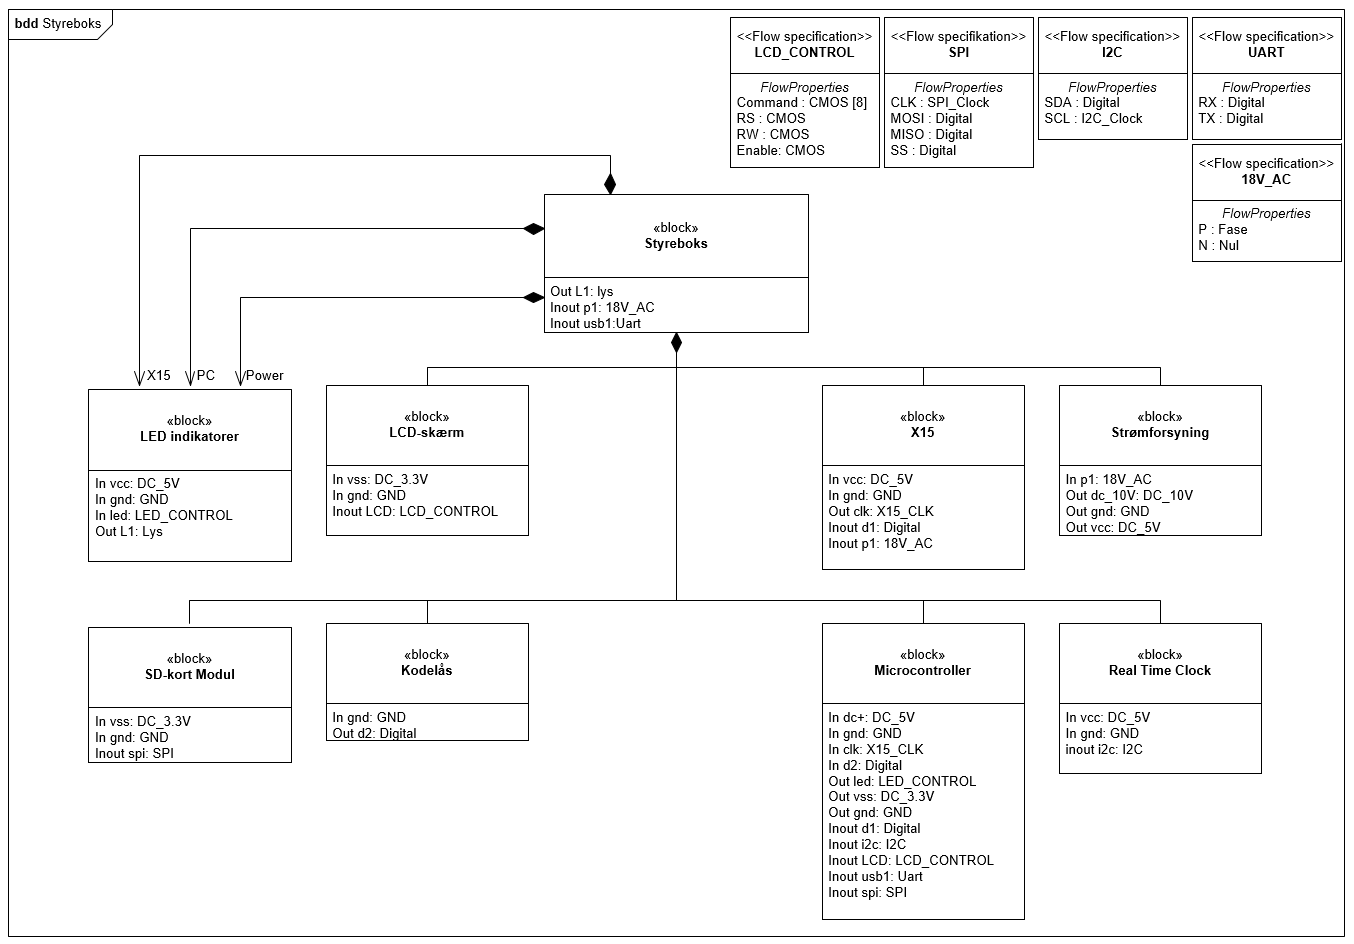 bdd Styreboks
<<Flow specification>>
LCD_CONTROL
FlowProperties
Command : CMOS [8]
RS : CMOS
RW : CMOS
Enable: CMOS
<<Flow specifikation>>
SPI
FlowProperties
CLK : SPI_Clock
MOSI : Digital
MISO : Digital
SS : Digital
<<Flow specification>>
I2C
FlowProperties
SDA : Digital
SCL : I2C_Clock
<<Flow specification>>
UART
FlowProperties
RX : Digital
TX : Digital
<<Flow specification>>
18V_AC
FlowProperties
P : Fase
N : Nul
«block»
Styreboks
Out L1: lys
Inout p1: 18V_AC
Inout usb1:Uart
X15
PC
Power
«block»
LED indikatorer
In vcc: DC_5V
In gnd: GND
In led: LED_CONTROL
Out L1: Lys
«block»
LCD-skærm
In vss: DC_3.3V
In gnd: GND
Inout LCD: LCD_CONTROL
«block»
X15
In vcc: DC_5V
In gnd: GND
Out clk: X15_CLK
Inout d1: Digital
Inout p1: 18V_AC
«block»
Strømforsyning
In p1: 18V_AC
Out dc_10V: DC_10V
Out gnd: GND
Out vcc: DC_5V
«block»
SD-kort Modul
In vss: DC_3.3V
In gnd: GND
Inout spi: SPI
«block»
Kodelås
In gnd: GND
Out d2: Digital
«block»
Microcontroller
In dc+: DC_5V
In gnd: GND
In clk: X15_CLK
In d2: Digital
Out led: LED_CONTROL
Out vss: DC_3.3V
Out gnd: GND
Inout d1: Digital
Inout i2c: I2C
Inout LCD: LCD_CONTROL
Inout usb1: Uart
Inout spi: SPI
«block»
Real Time Clock
In vcc: DC_5V
In gnd: GND
inout i2c: I2C